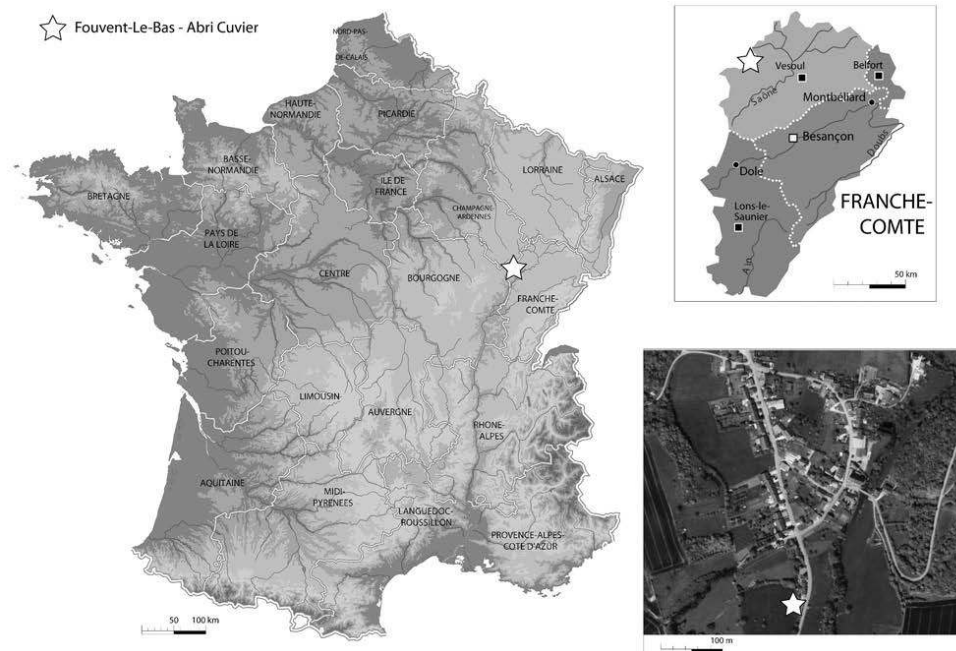 Fouvent-Le-Bas - Abri Cuvier
NORD-PAS-
DE-CALAIS
HAUTE-
NORMANDIE
PICARDIE
BASSE-
NORMANDIE
BRETAGNE
ILE DE
FRANCE
LORRAINE
ALSACE
CHAMPAGNE
ARDENNES
PAYS DE
LA LOIRE
CENTRE
BOURGOGNE
FRANCHE-
COMTE
POITOU-
CHARENTES
LIMOUSIN
AUVERGNE
RHONE-
ALPES
AQUITAINE
MIDI-
PYRENEES
LANGUEDOC-
ROUSSILLON
PROVENCE-ALPES-
COTE D'AZUR
50 100 km
Vesoul
Belfort
Saône
Montbéliard
Besançon
Doubs
Dole
Lons-le-
Saunier
Ain
FRANCHE-
COMTE
50 km
100 m